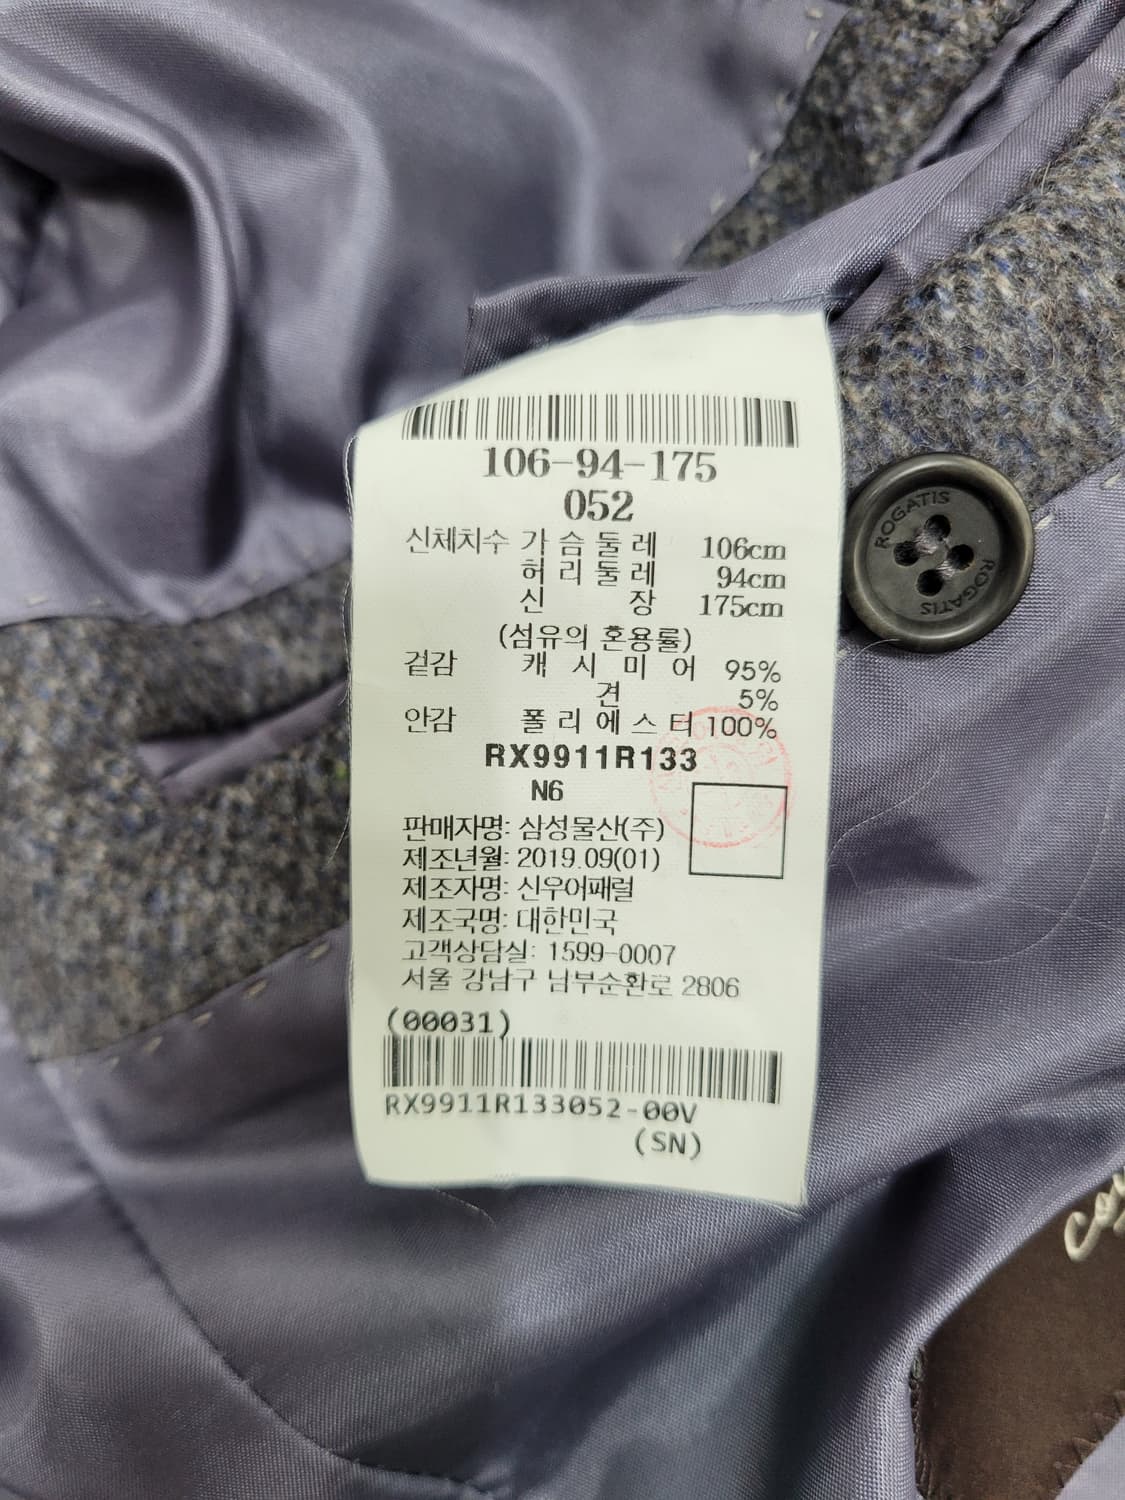 106-94-175
052
신체치수 가슴둘레 106cm
허리둘레 94cm
신장 175cm
(섬유의 혼용률)
겉감 캐시미어 95%
견 5%
안감 폴리에스터 100%
RX9911R133
N6
판매자명: 삼성물산(주)
제조년월: 2019.09(01)
제조자명: 신우어패럴
제조국명: 대한민국
고객상담실: 1599-0007
서울 강남구 남부순환로 2806
(00031)
RX9911R133052-00V
(SN)
ROGATIS
ROGATIS